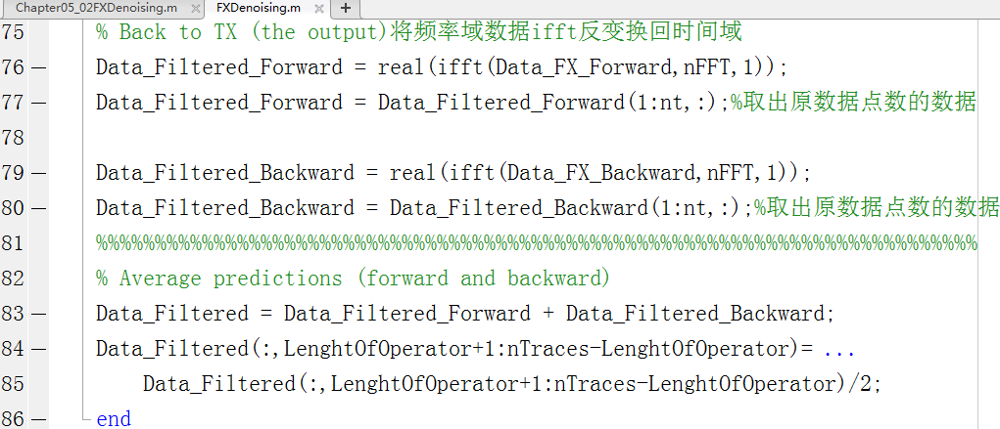 Chapter05_02FXDenoising.m × FXDenoising.m × +
75 % Back to TX (the output)将频率域数据ifft反变换回时间域
76 — Data_Filtered_Forward = real(ifft(Data_FX_Forward,nFFT,1));
77 — Data_Filtered_Forward = Data_Filtered_Forward(1:nt,:);%取出原数据点数的数据
78
79 — Data_Filtered_Backward = real(ifft(Data_FX_Backward,nFFT,1));
80 — Data_Filtered_Backward = Data_Filtered_Backward(1:nt,:);%取出原数据点数的数据
81 %%%%%%%%%%%%%%%%%%%%%%%%%%%%%%%%%%%%%%%%%%%%%%%%%%%%%%%%%%%%%%%%%%%%%%%%%%%
82 % Average predictions (forward and backward)
83 — Data_Filtered = Data_Filtered_Forward + Data_Filtered_Backward;
84 — Data_Filtered(:,LenghtOfOperator+1:nTraces-LenghtOfOperator)= ...
85 Data_Filtered(:,LenghtOfOperator+1:nTraces-LenghtOfOperator)/2;
86 — end